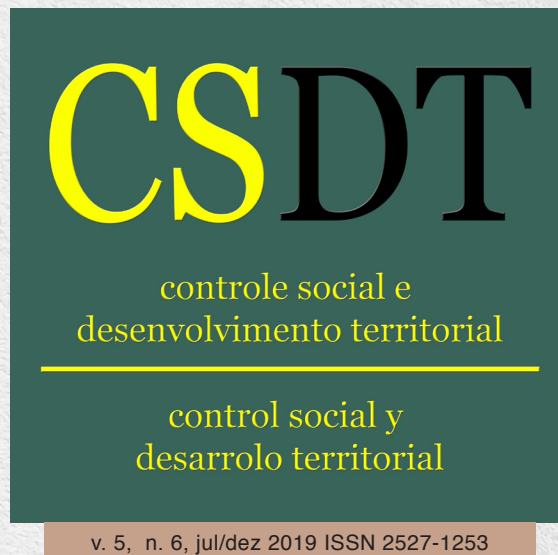 CSDT
controle social e
desenvolvimento territorial
control social y
desarrolo territorial
v. 5, n. 6, jul/dez 2019 ISSN 2527-1253